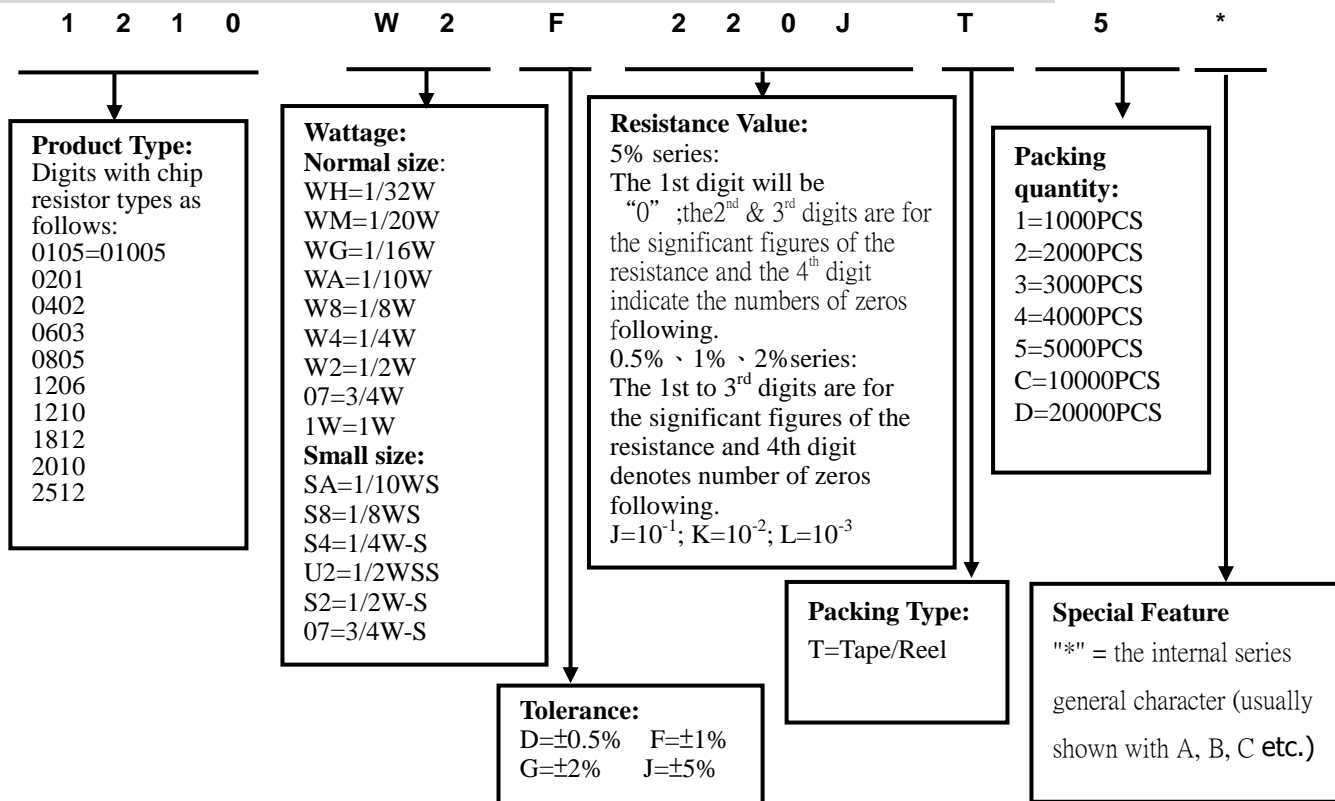 1 2 1 0 W 2 F 2 2 0 J T 5 *
Product Type:
Digits with chip
resistor types as
follows:
0105=01005
0201
0402
0603
0805
1206
1210
1812
2010
2512
Wattage:
Normal size:
WH=1/32W
WM=1/20W
WG=1/16W
WA=1/10W
W8=1/8W
W4=1/4W
W2=1/2W
07=3/4W
1W=1W
Small size:
SA=1/10WS
S8=1/8WS
S4=1/4W-S
U2=1/2WSS
S2=1/2W-S
07=3/4W-S
Tolerance:
D=±0.5% F=±1%
G=±2% J=±5%
Resistance Value:
5% series:
The 1st digit will be
“0” ;the2nd & 3rd digits are for
the significant figures of the
resistance and the 4th digit
indicate the numbers of zeros
following.
0.5%、1%、2%series:
The 1st to 3rd digits are for
the significant figures of the
resistance and 4th digit
denotes number of zeros
following.
J=10-1; K=10-2; L=10-3
Packing Type:
T=Tape/Reel
Packing
quantity:
1=1000PCS
2=2000PCS
3=3000PCS
4=4000PCS
5=5000PCS
C=10000PCS
D=20000PCS
Special Feature
"*" = the internal series
general character (usually
shown with A, B, C etc.)